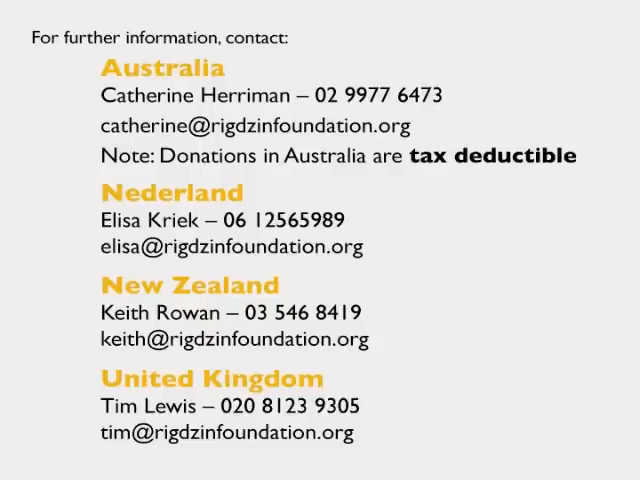 For further information, contact:
Australia
Catherine Herriman – 02 9977 6473
catherine@rigdzinfoundation.org
Note: Donations in Australia are tax deductible
Nederland
Elisa Kriek – 06 12565989
elisa@rigdzinfoundation.org
New Zealand
Keith Rowan – 03 546 8419
keith@rigdzinfoundation.org
United Kingdom
Tim Lewis – 020 8123 9305
tim@rigdzinfoundation.org